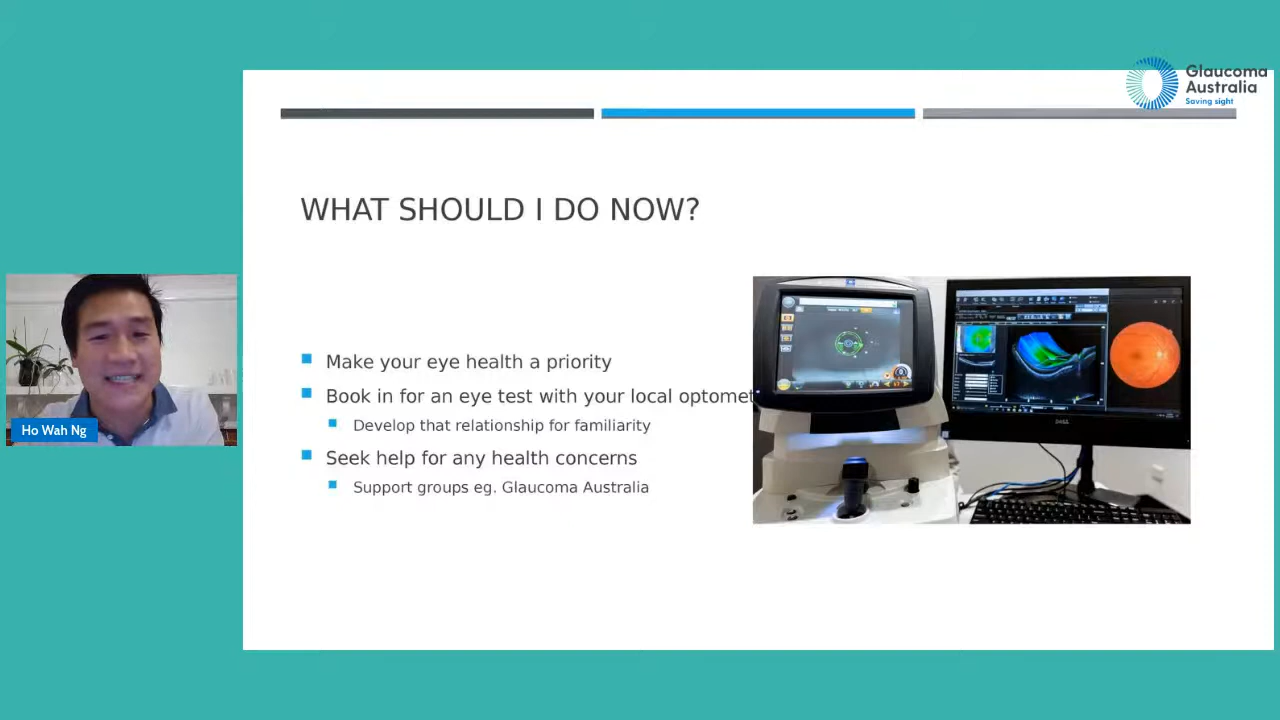 Glaucoma
Australia
Saving sight
WHAT SHOULD I DO NOW?
Make your eye health a priority
Book in for an eye test with your local optomet
Develop that relationship for familiarity
Seek help for any health concerns
Support groups eg. Glaucoma Australia
Ho Wah Ng
DELL